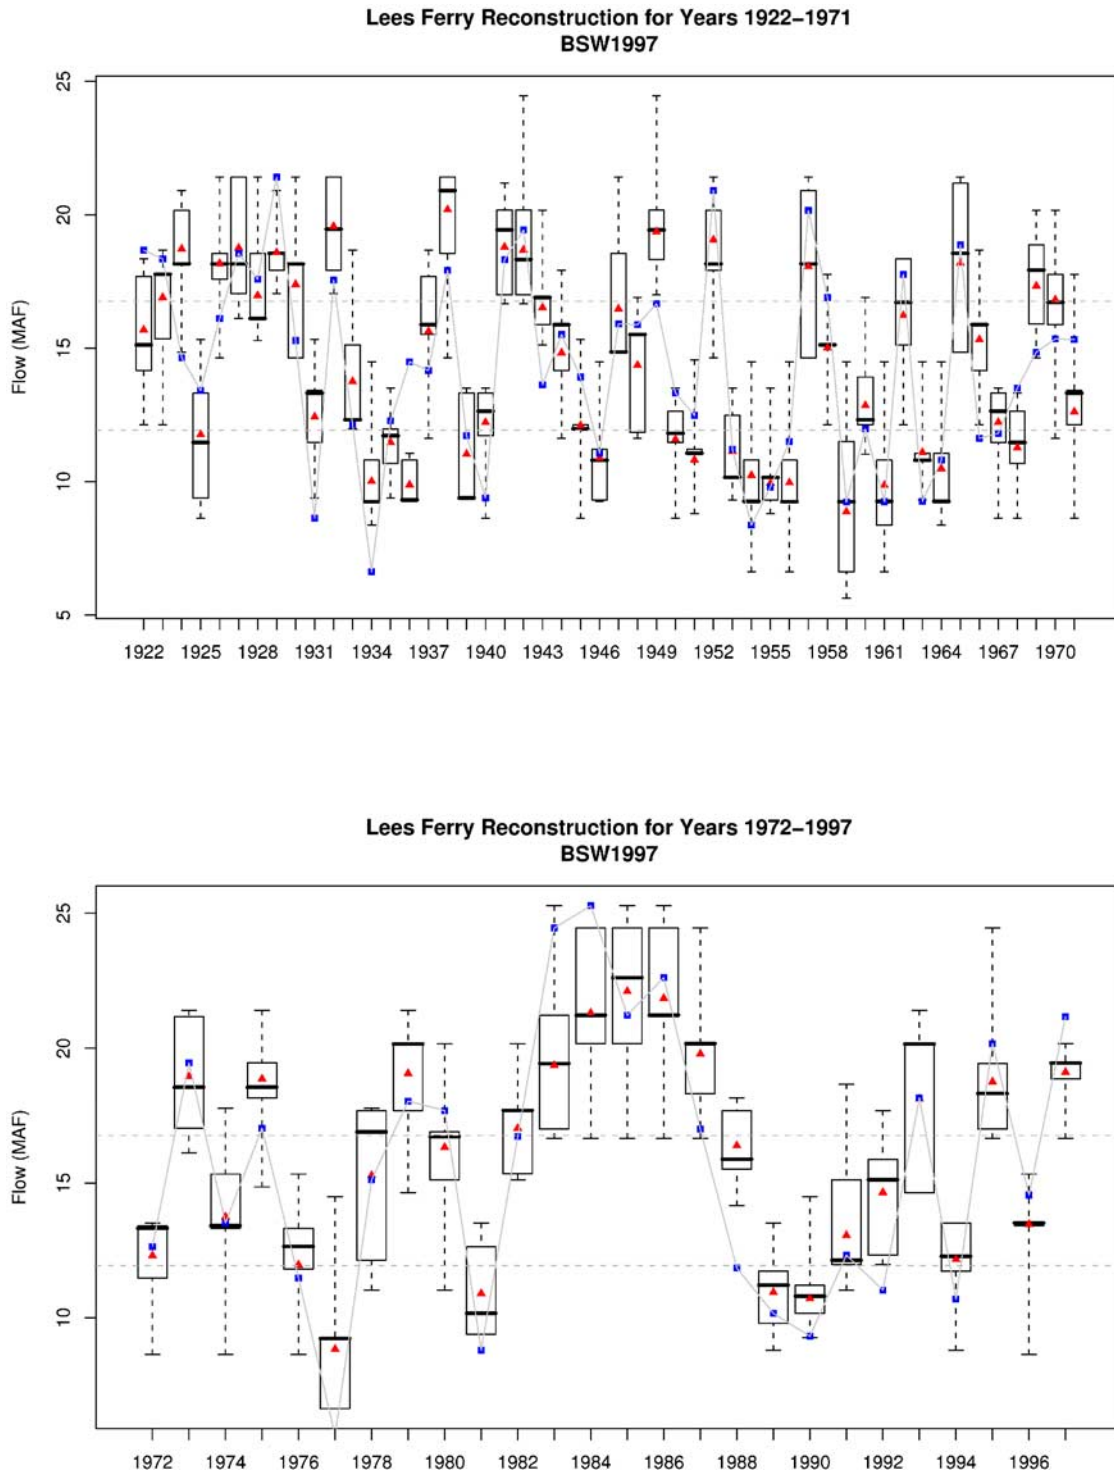 Lees Ferry Reconstruction for Years 1922–1971
BSW1997
Flow (MAF)
25
20
15
10
5
1922 1925 1928 1931 1934 1937 1940 1943 1946 1949 1952 1955 1958 1961 1964 1967 1970
Lees Ferry Reconstruction for Years 1972–1997
BSW1997
Flow (MAF)
25
20
15
10
1972 1974 1976 1978 1980 1982 1984 1986 1988 1990 1992 1994 1996